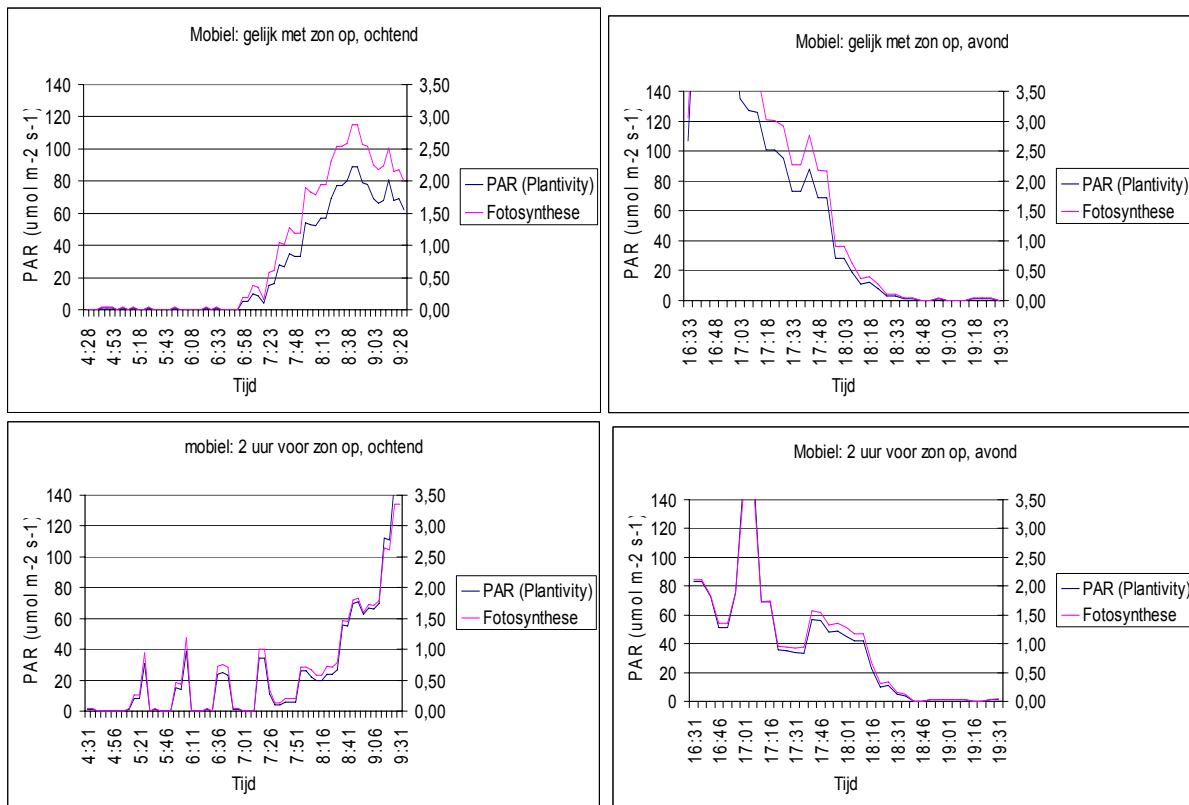 Mobiel: gelijk met zon op, ochtend
PAR (umol m-2 s-1)
140
120
100
80
60
40
20
0
3,50
3,00
2,50
2,00
1,50
1,00
0,50
0,00
PAR (Plantivity)
Fotosynthese
4:28 4:53 5:18 5:43 6:08 6:33 6:58 7:23 7:48 8:13 8:38 9:03 9:28
Tijd
Mobiel: gelijk met zon op, avond
PAR (umol m-2 s-1)
140
120
100
80
60
40
20
0
3,50
3,00
2,50
2,00
1,50
1,00
0,50
0,00
PAR (Plantivity)
Fotosynthese
16:33 16:48 17:03 17:18 17:33 17:48 18:03 18:18 18:33 18:48 19:03 19:18 19:33
Tijd
mobiel: 2 uur voor zon op, ochtend
PAR (umol m-2 s-1)
140
120
100
80
60
40
20
0
3,50
3,00
2,50
2,00
1,50
1,00
0,50
0,00
PAR (Plantivity)
Fotosynthese
4:31 4:56 5:21 5:46 6:11 6:36 7:01 7:26 7:51 8:16 8:41 9:06 9:31
Tijd
Mobiel: 2 uur voor zon op, avond
PAR (umol m-2 s-1)
140
120
100
80
60
40
20
0
3,50
3,00
2,50
2,00
1,50
1,00
0,50
0,00
PAR (Plantivity)
Fotosynthese
16:31 16:46 17:01 17:16 17:31 17:46 18:01 18:16 18:31 18:46 19:01 19:16 19:31
Tijd